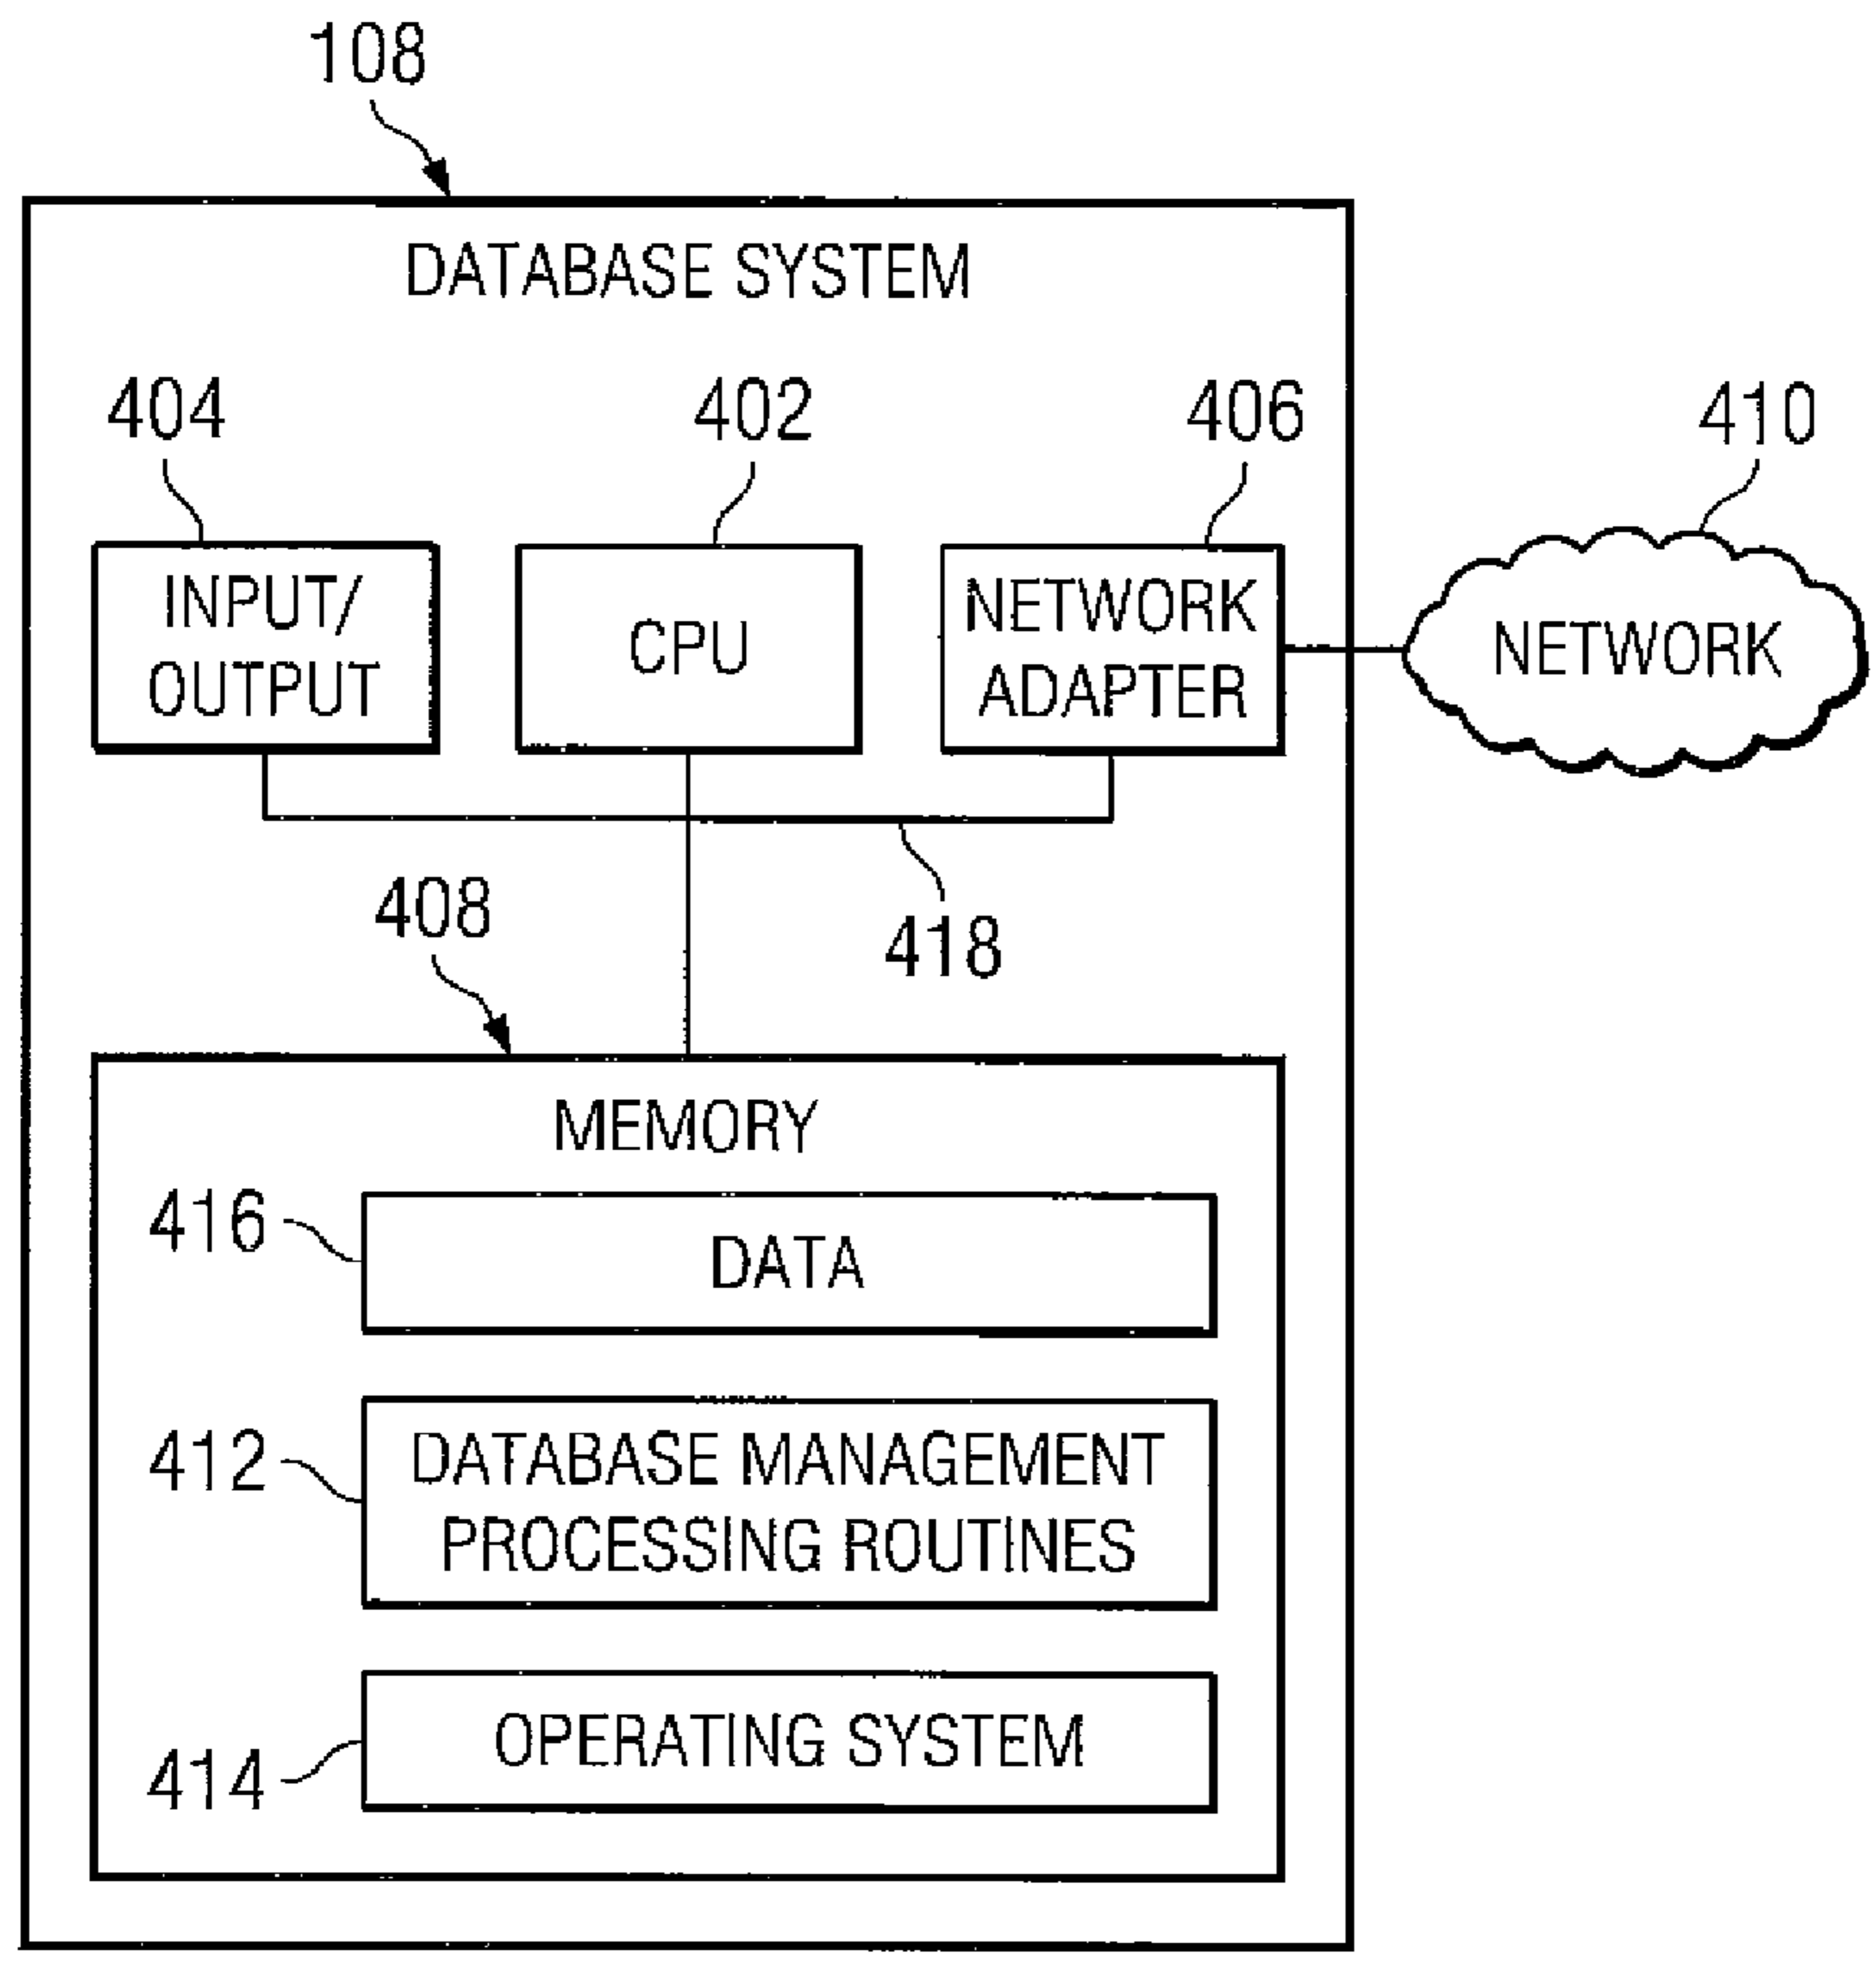 108
DATABASE SYSTEM
404
402
406
410
INPUT/
OUTPUT
CPU
NETWORK
ADAPTER
NETWORK
418
408
MEMORY
416
DATA
412
DATABASE MANAGEMENT
PROCESSING ROUTINES
OPERATING SYSTEM
414